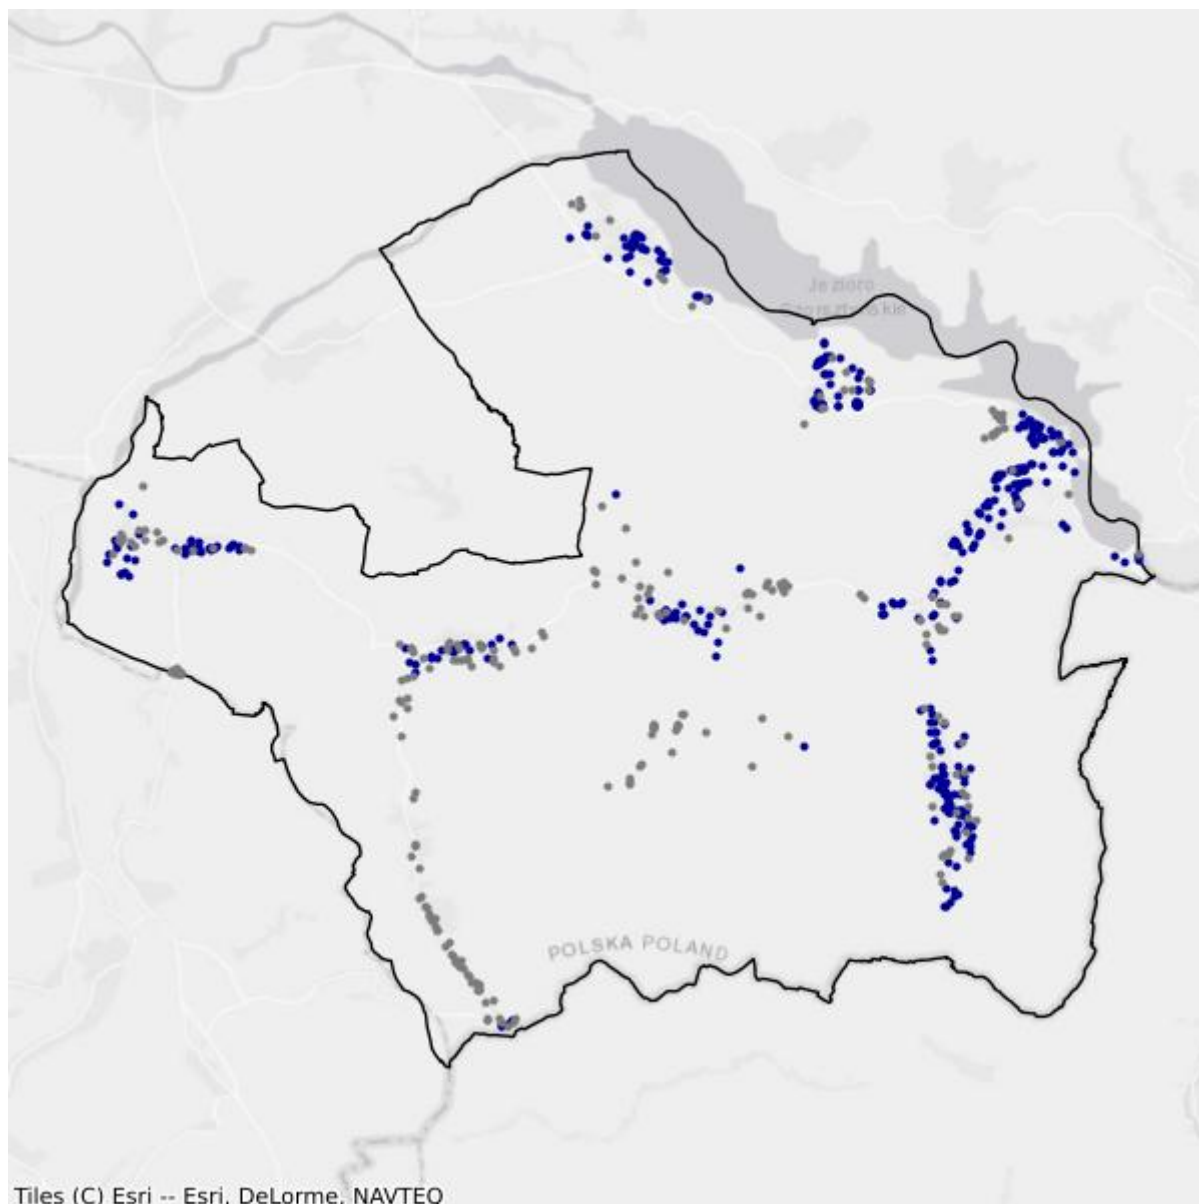 Jezioro
POLSKA POLAND
Tiles (C) Esri -- Esri, DeLorme, NAVTEQ